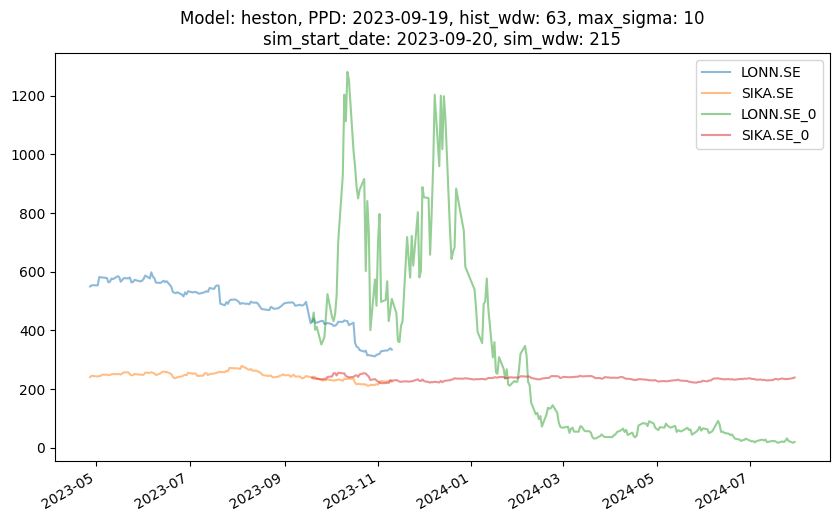 Model: heston, PPD: 2023-09-19, hist_wdw: 63, max_sigma: 10
sim_start_date: 2023-09-20, sim_wdw: 215
LONN.SE
SIKA.SE
LONN.SE_0
SIKA.SE_0
1200
1000
800
600
400
200
0
2023-05
2023-07
2023-09
2023-11
2024-01
2024-03
2024-05
2024-07